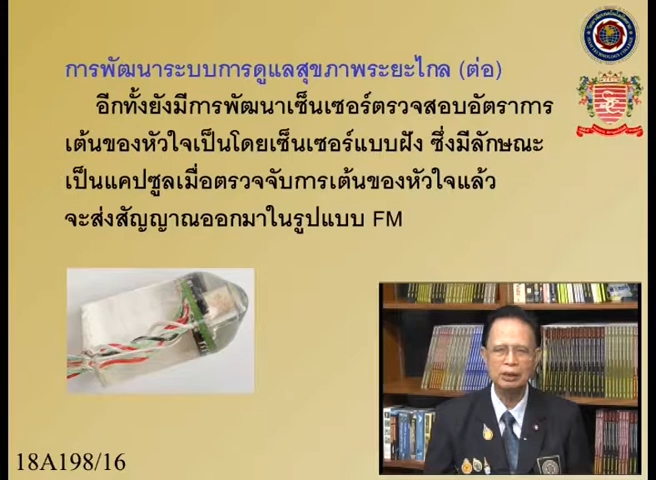 การพัฒนาระบบการดูแลสุขภาพระยะไกล (ต่อ)
อีกทั้งยังมีการพัฒนาเซ็นเซอร์ตรวจสอบอัตราการ
เต้นของหัวใจเป็นโดยเซ็นเซอร์แบบฝัง ซึ่งมีลักษณะ
เป็นแคปซูลเมื่อตรวจจับการเต้นของหัวใจแล้ว
จะส่งสัญญาณออกมาในรูปแบบ FM
18A198/16